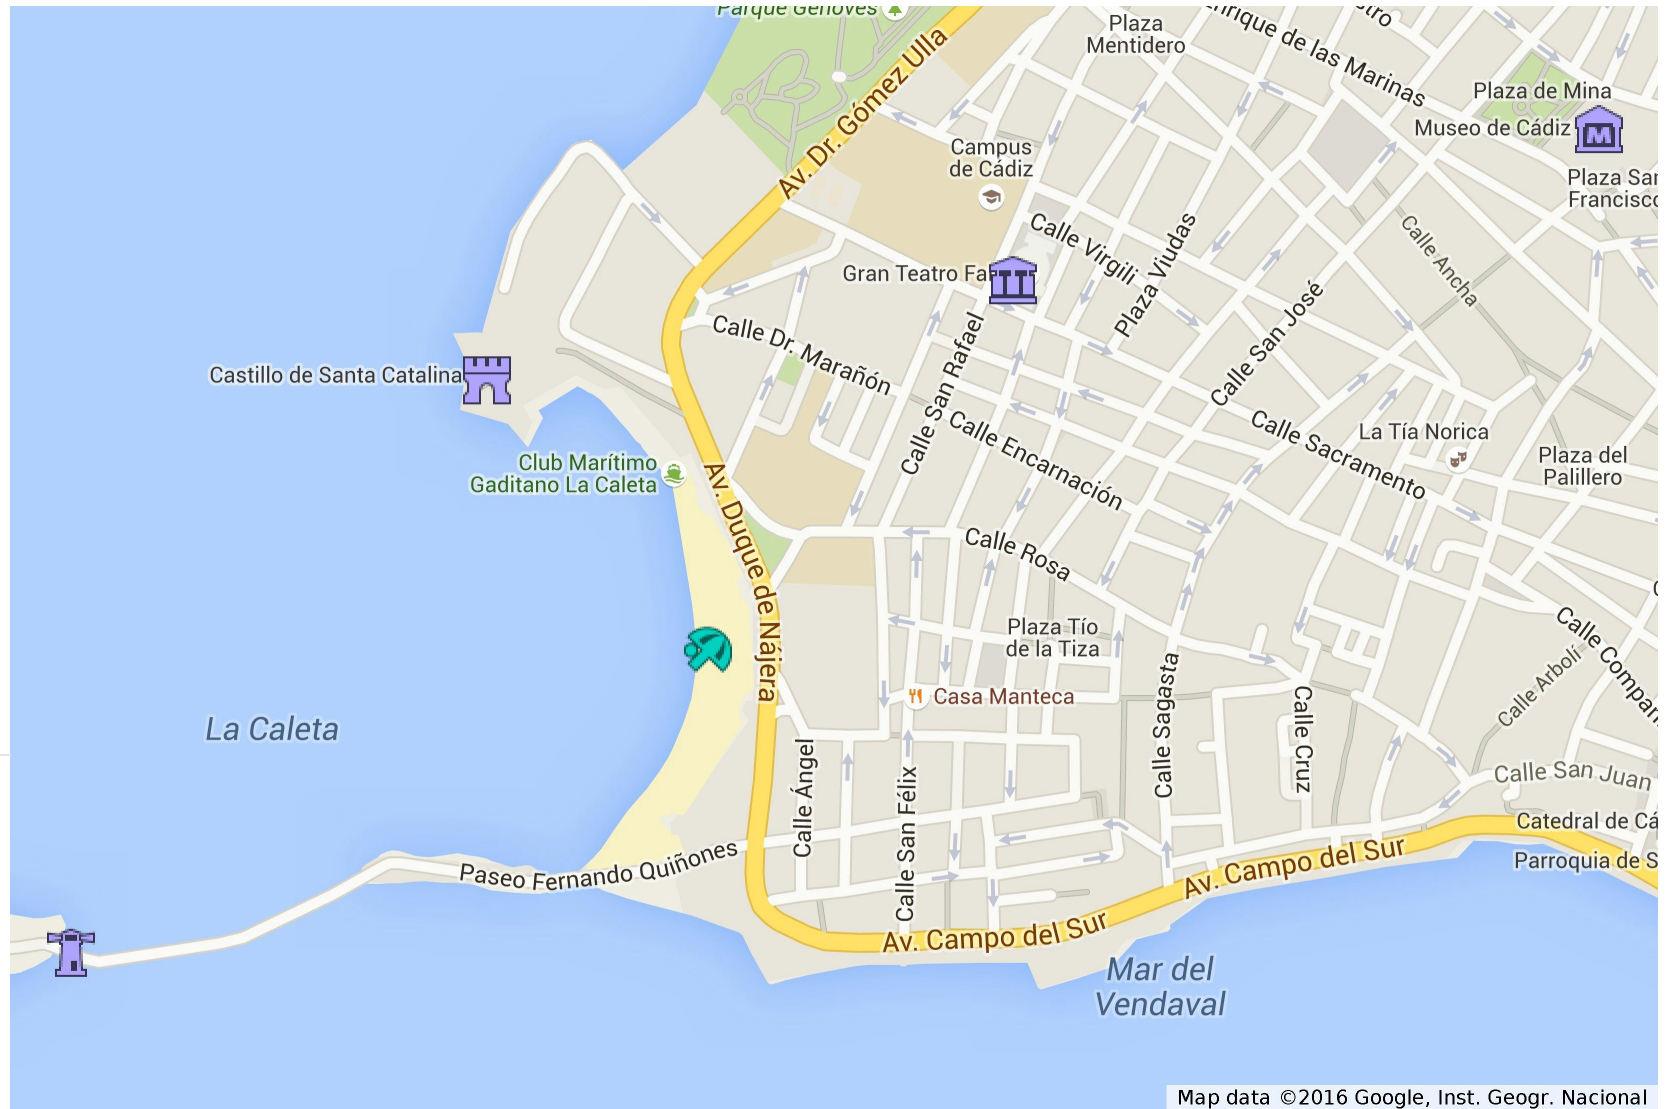 Parque Genovés
Plaza
Mentidero
Enrique de las Marinas
Av. Dr. Gómez Ulla
Plaza de Mina
Museo de Cádiz
M
Campus
de Cádiz
Plaza San
Francisco
Calle Virgili
Plaza Viudas
Calle Ancha
Gran Teatro Fa
Calle San José
Calle Dr. Marañón
Calle San Rafael
Castillo de Santa Catalina
Calle Encarnación
Calle Sacramento
La Tía Norica
Plaza del
Palillero
Club Marítimo
Gaditano La Caleta
Av. Duque de Nájera
Calle Rosa
Plaza Tío
de la Tiza
Calle Compañí
Calle Arbolí
Casa Manteca
Calle Sagasta
Calle Cruz
La Caleta
Calle Ángel
Calle San Félix
Calle San Juan
Catedral de Cá
Parroquia de S
Paseo Fernando Quiñones
Av. Campo del Sur
Av. Campo del Sur
Mar del
Vendaval
Map data ©2016 Google, Inst. Geogr. Nacional